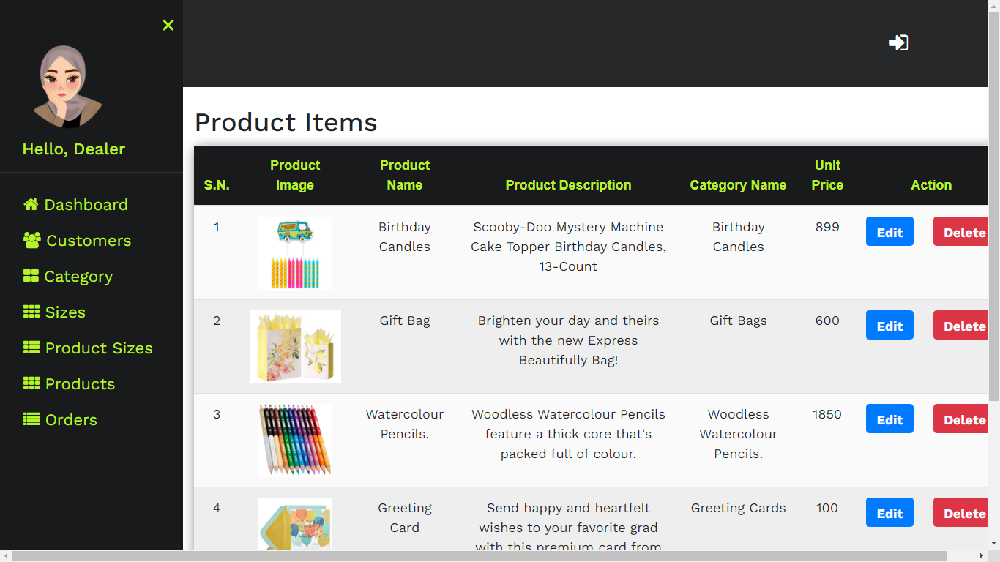 ×
Hello, Dealer
Dashboard
Customers
Category
Sizes
Product Sizes
Products
Orders
Product Items
S.N.
Product
Image
Product
Name
Product Description
Category Name
Unit
Price
Action
1
Birthday
Candles
Scooby-Doo Mystery Machine
Cake Topper Birthday Candles,
13-Count
Birthday
Candles
899
Edit
Delete
2
Gift Bag
Brighten your day and theirs
with the new Express
Beautifully Bag!
Gift Bags
600
Edit
Delete
3
Watercolour
Pencils.
Woodless Watercolour Pencils
feature a thick core that's
packed full of colour.
Woodless
Watercolour
Pencils.
1850
Edit
Delete
4
Greeting
Card
Send happy and heartfelt
wishes to your favorite grad
with this premium card from
Greeting Cards
100
Edit
Delete